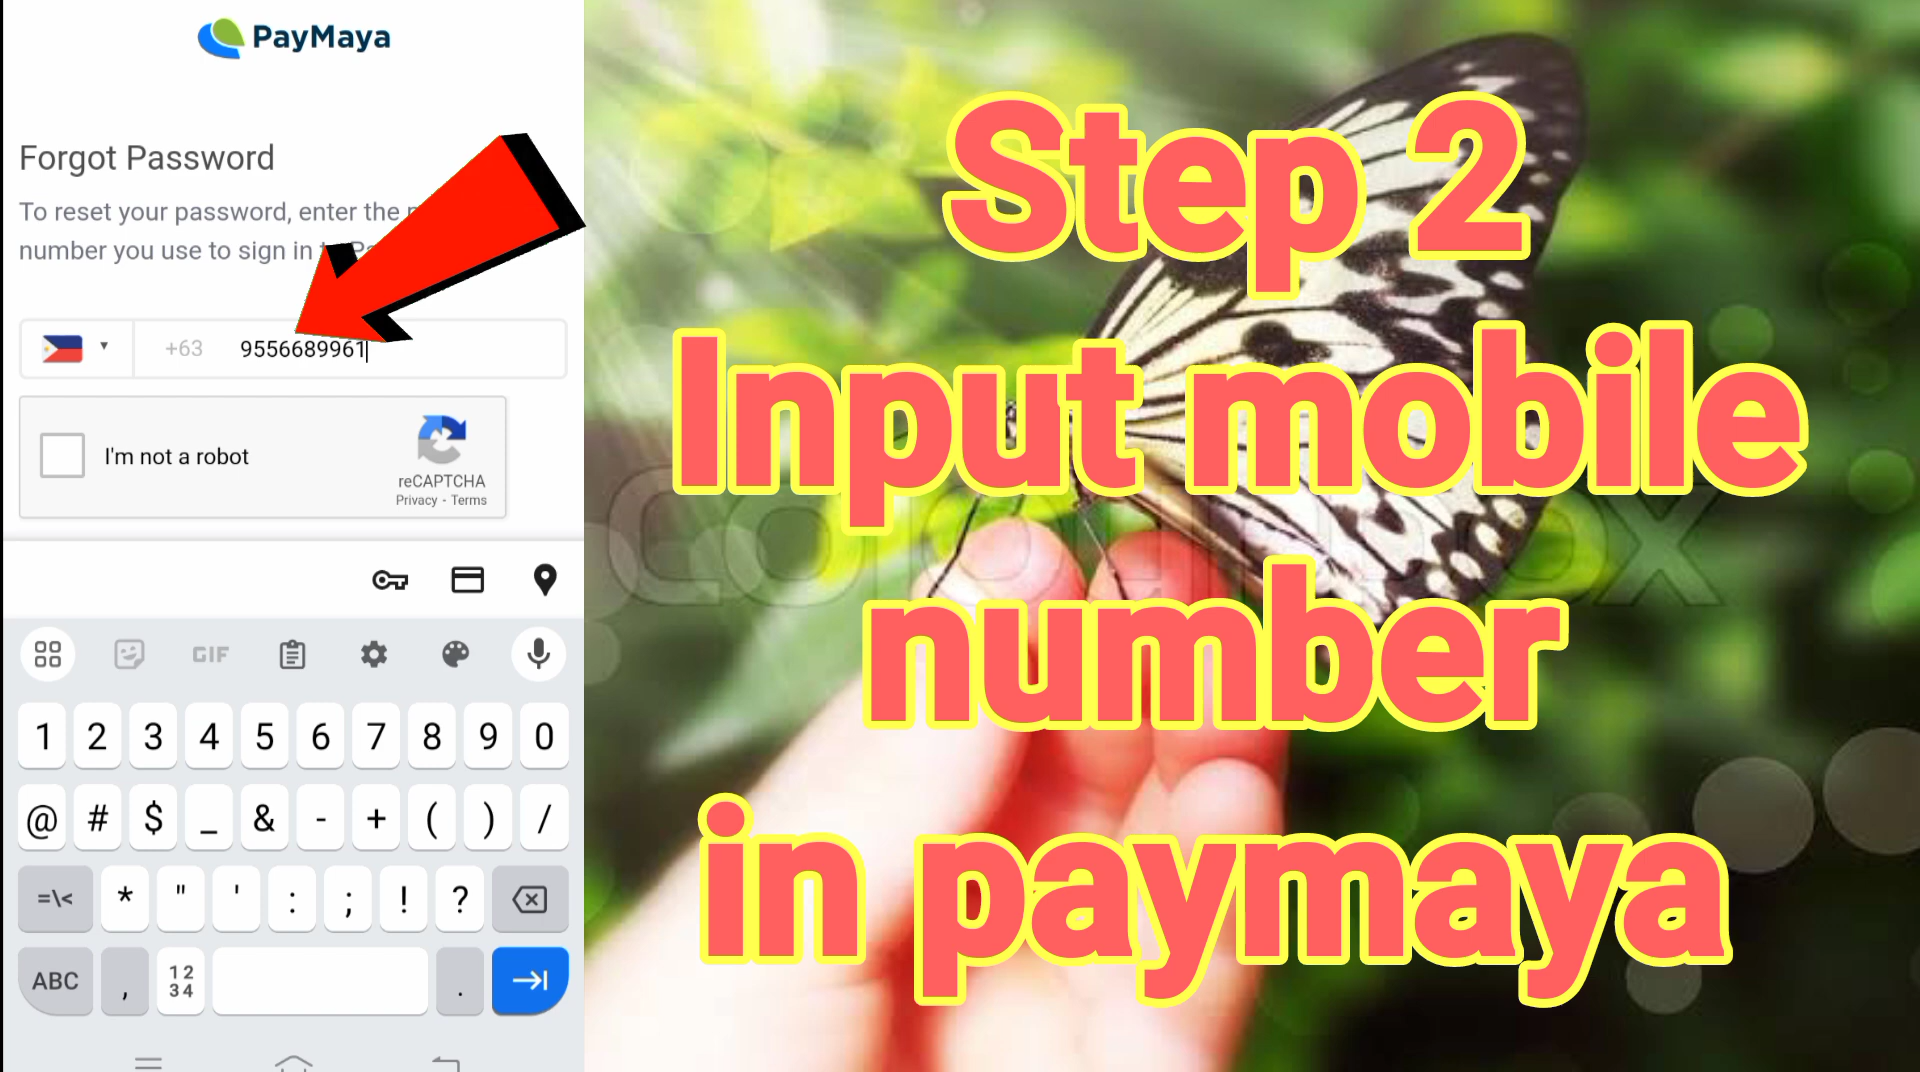 PayMaya
Forgot Password
To reset your password, enter the
number you use to sign in
+63 9556689961
I'm not a robot
reCAPTCHA
Privacy - Terms
GIF
1 2 3 4 5 6 7 8 9 0
@ # $ _ & - + ( ) /
=\< * " ' : ; ! ?
ABC , 12 34 .
Step 2
Input mobile
number
in paymaya